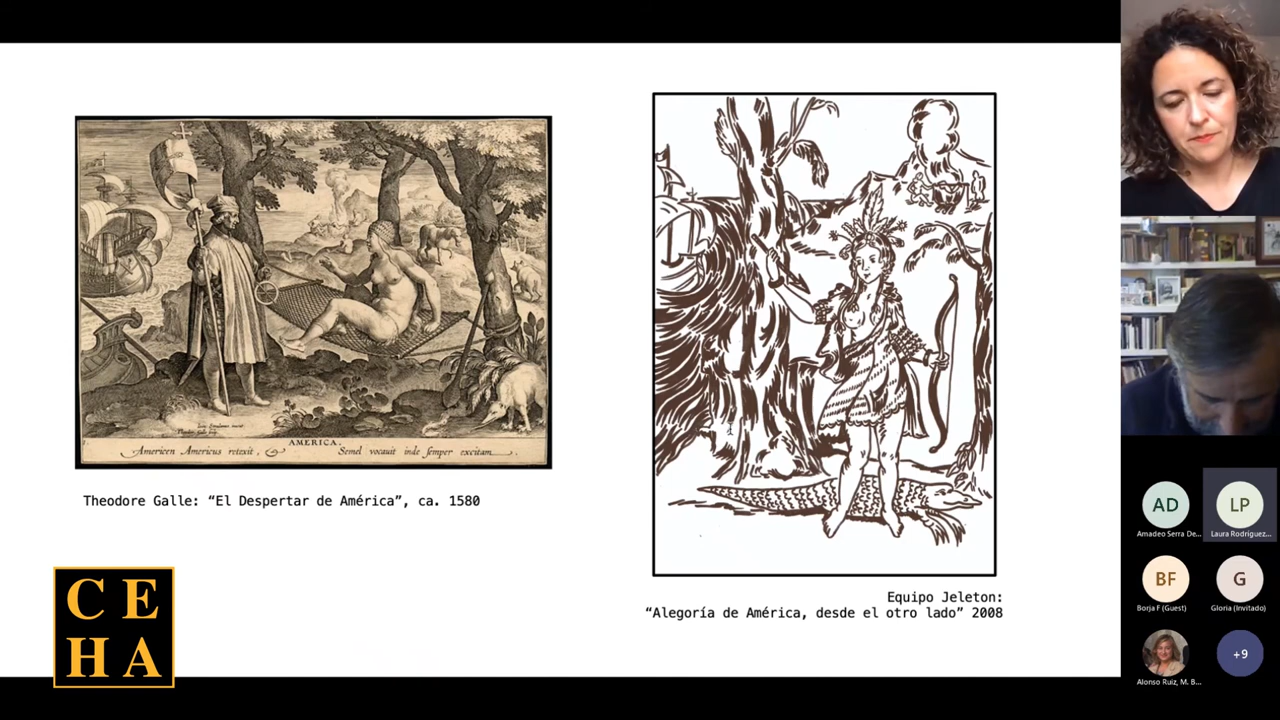 AMERICA.
Americen Americus retexit, Semel vocauit inde semper excitam
Theodore Galle: “El Despertar de América”, ca. 1580
Equipo Jeleton:
“Alegoría de América, desde el otro lado” 2008
C E
H A
AD
LP
Amadeo Serra De...
Laura Rodríguez...
BF
G
Borja F (Guest)
Gloria (Invitado)
+9
Alonso Ruiz, M. B...